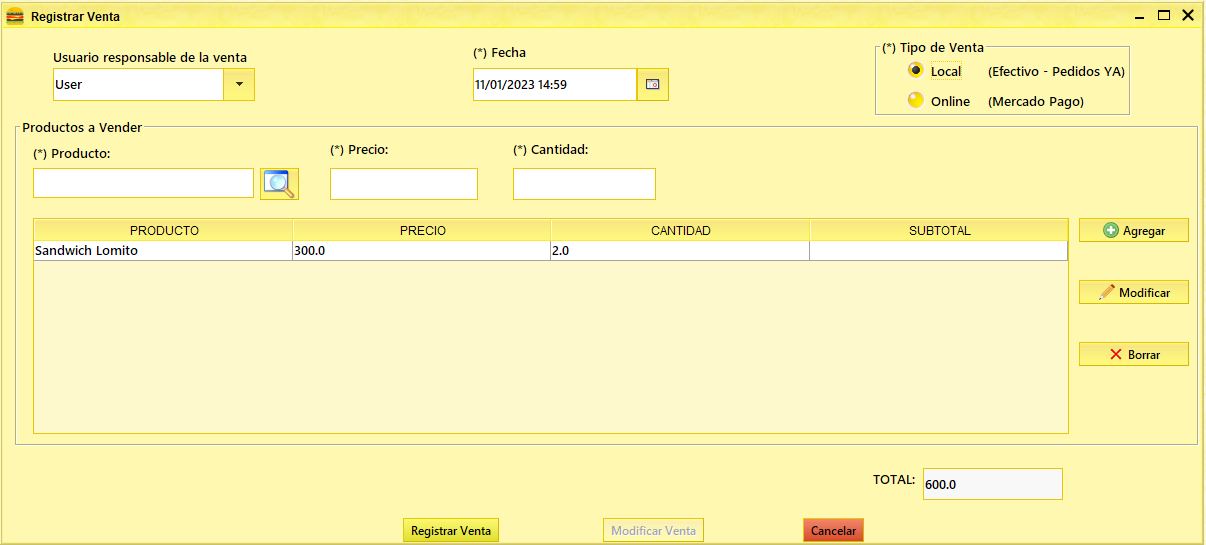 Registrar Venta
Usuario responsable de la venta
User
(*) Fecha
11/01/2023 14:59
(*) Tipo de Venta
Local (Efectivo - Pedidos YA)
Online (Mercado Pago)
Productos a Vender
(*) Producto: (*) Precio: (*) Cantidad:
PRODUCTO PRECIO CANTIDAD SUBTOTAL
Sandwich Lomito 300.0 2.0
Agregar
Modificar
Borrar
TOTAL: 600.0
Registrar Venta Modificar Venta Cancelar